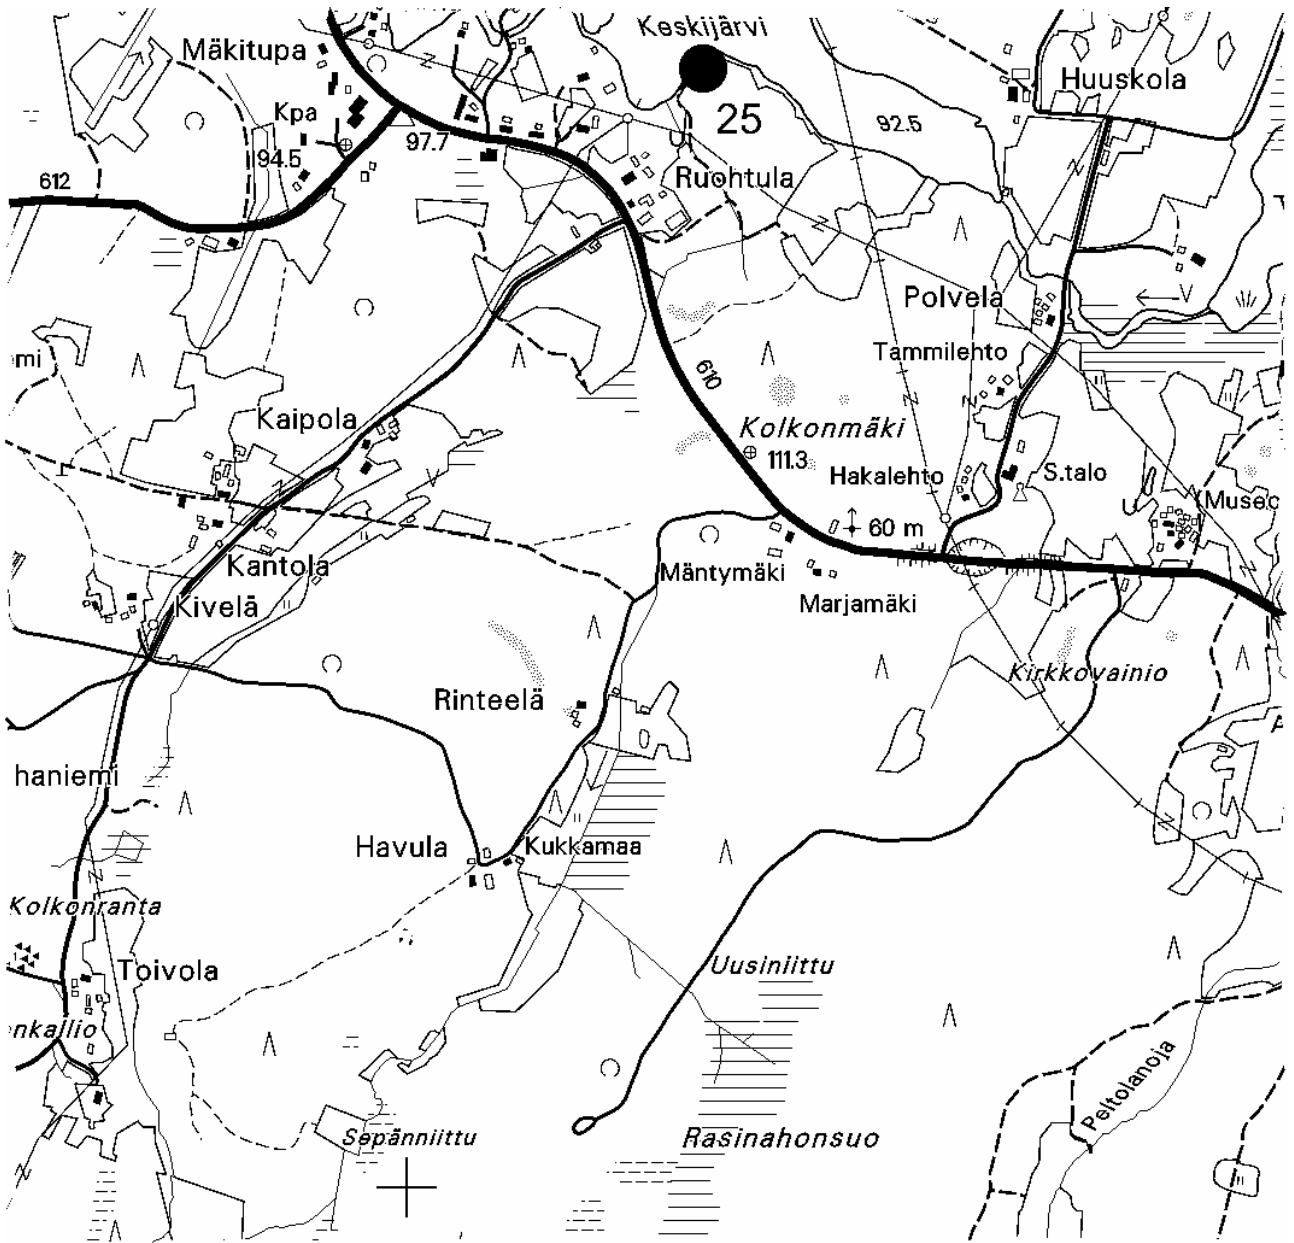 Keskijärvi
Mäkitupa
Huuskola
Kpa
25
92.5
97.7
94.5
612
Ruohtula
Polvela
mi
Tammilehto
610
Kaipola
Kolkonmäki
111.3
Hakalehto
S.talo
(Museo
60 m
Kantola
Mäntymäki
Kivelä
Marjamäki
Kirkkovainio
Rinteelä
haniemi
Havula
Kukkamaa
Kolkonranta
Toivola
Uusiniittu
nkallio
Peltolanoja
Sepänniittu
Rasinahonsuo